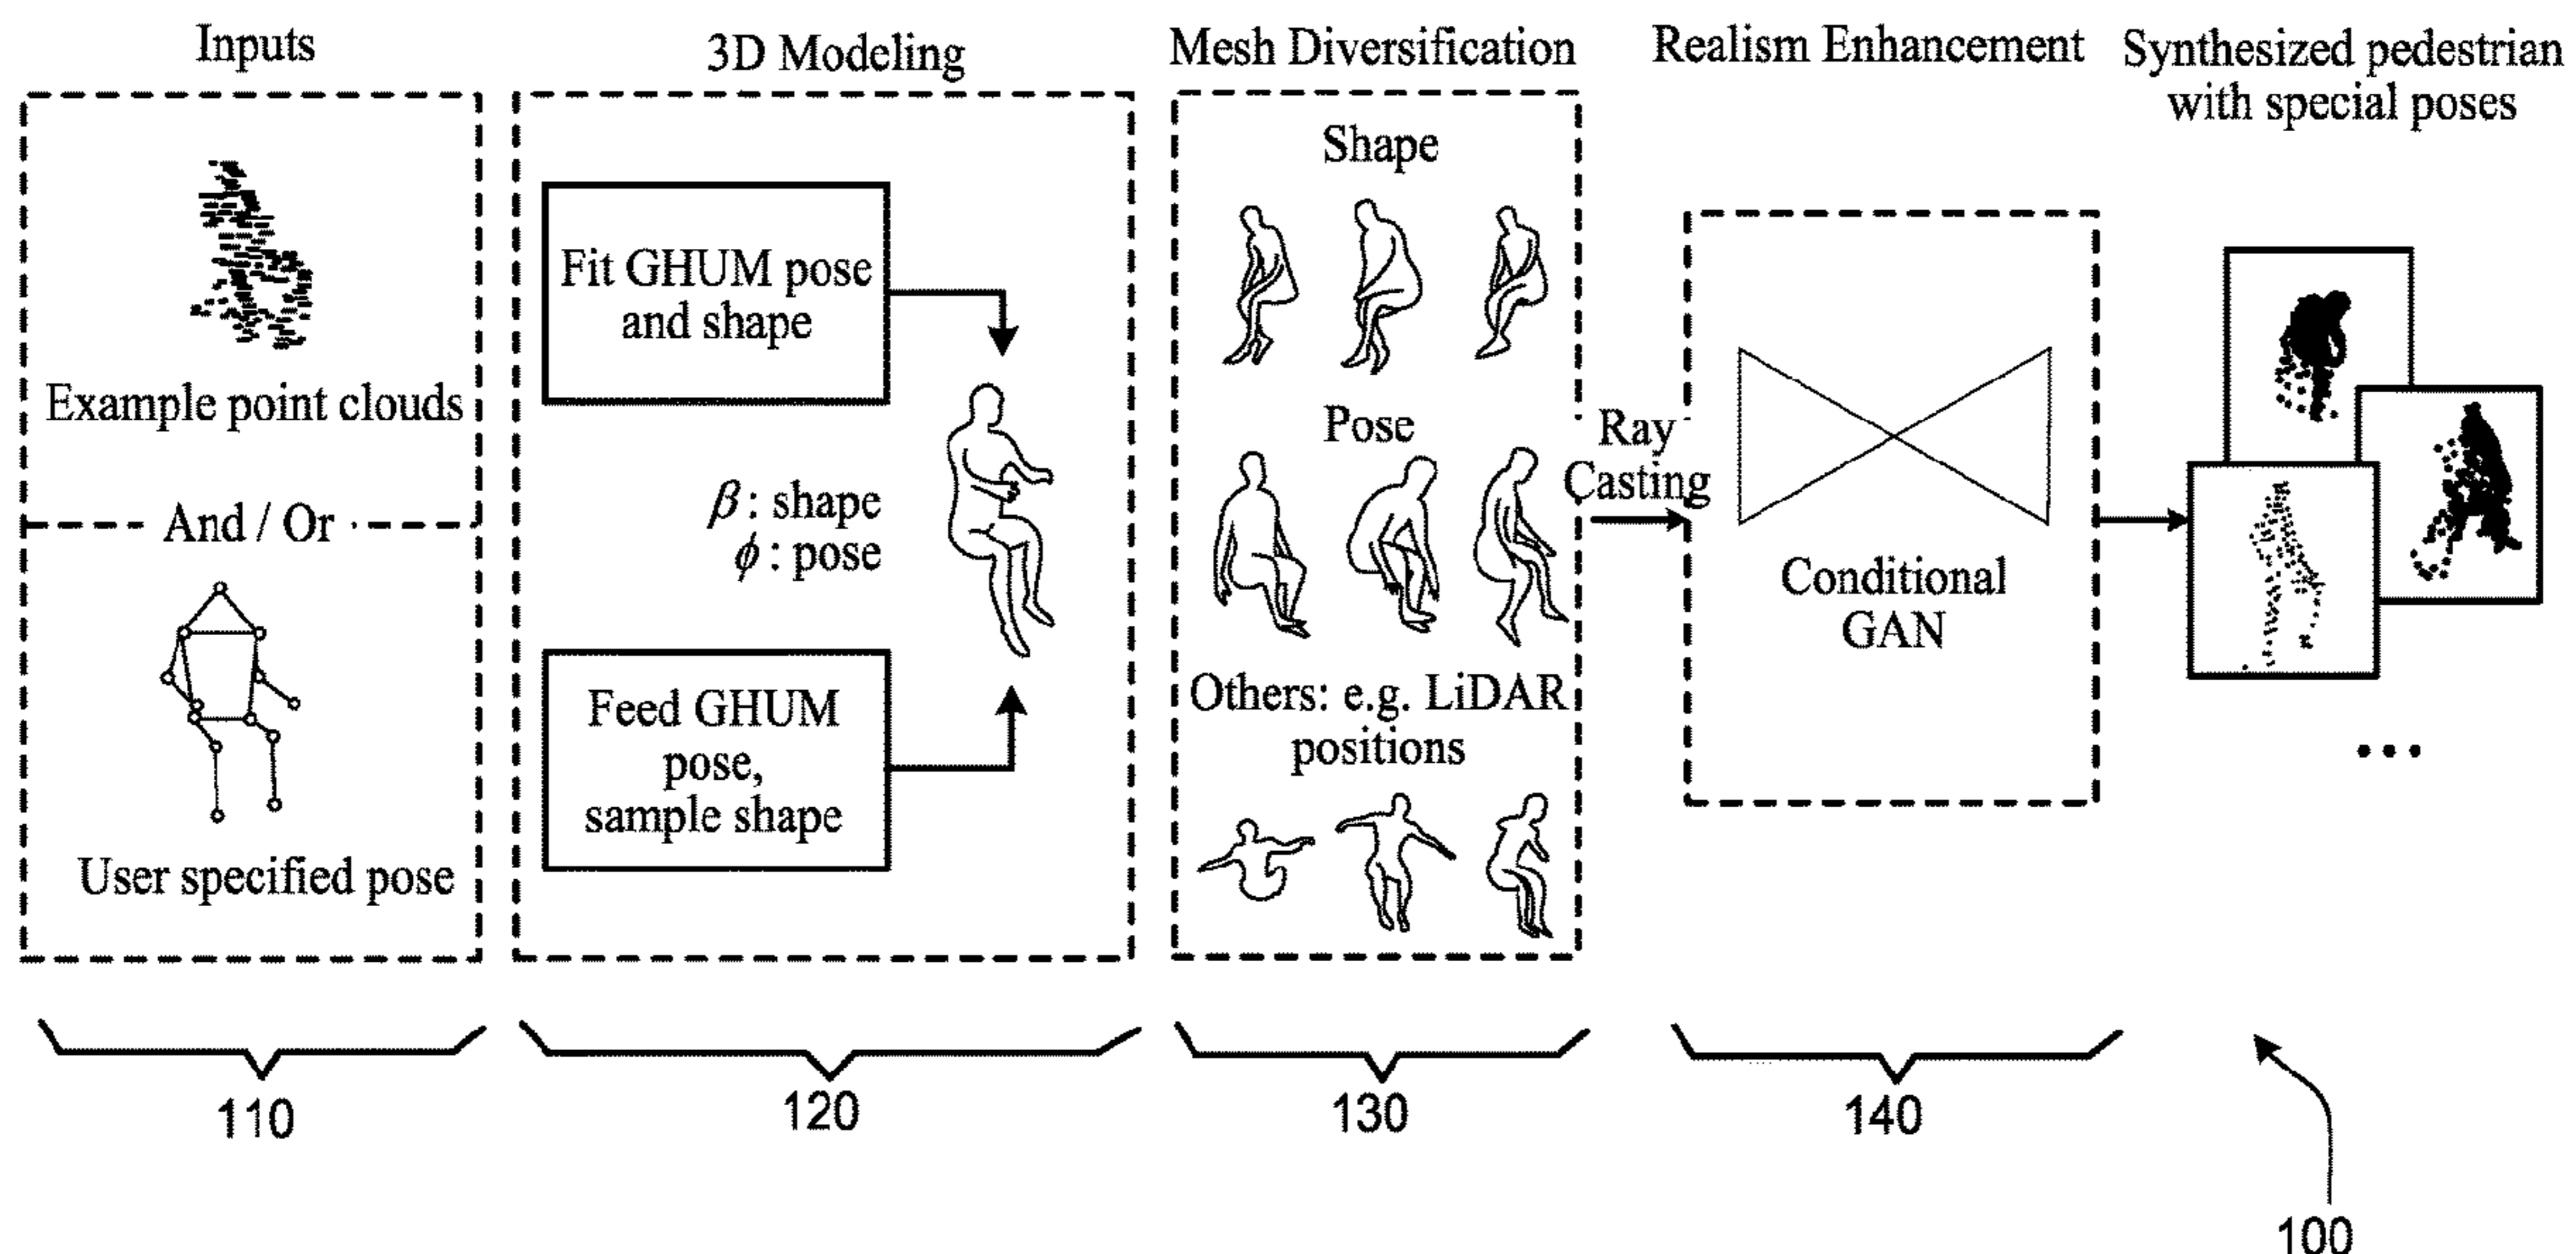 Inputs
Example point clouds
And / Or
User specified pose
3D Modeling
Fit GHUM pose
and shape
β : shape
ϕ : pose
Feed GHUM
pose,
sample shape
Mesh Diversification
Shape
Pose
Others: e.g. LiDAR
positions
Ray
Casting
Realism Enhancement
Conditional
GAN
Synthesized pedestrian
with special poses
...
110
120
130
140
100